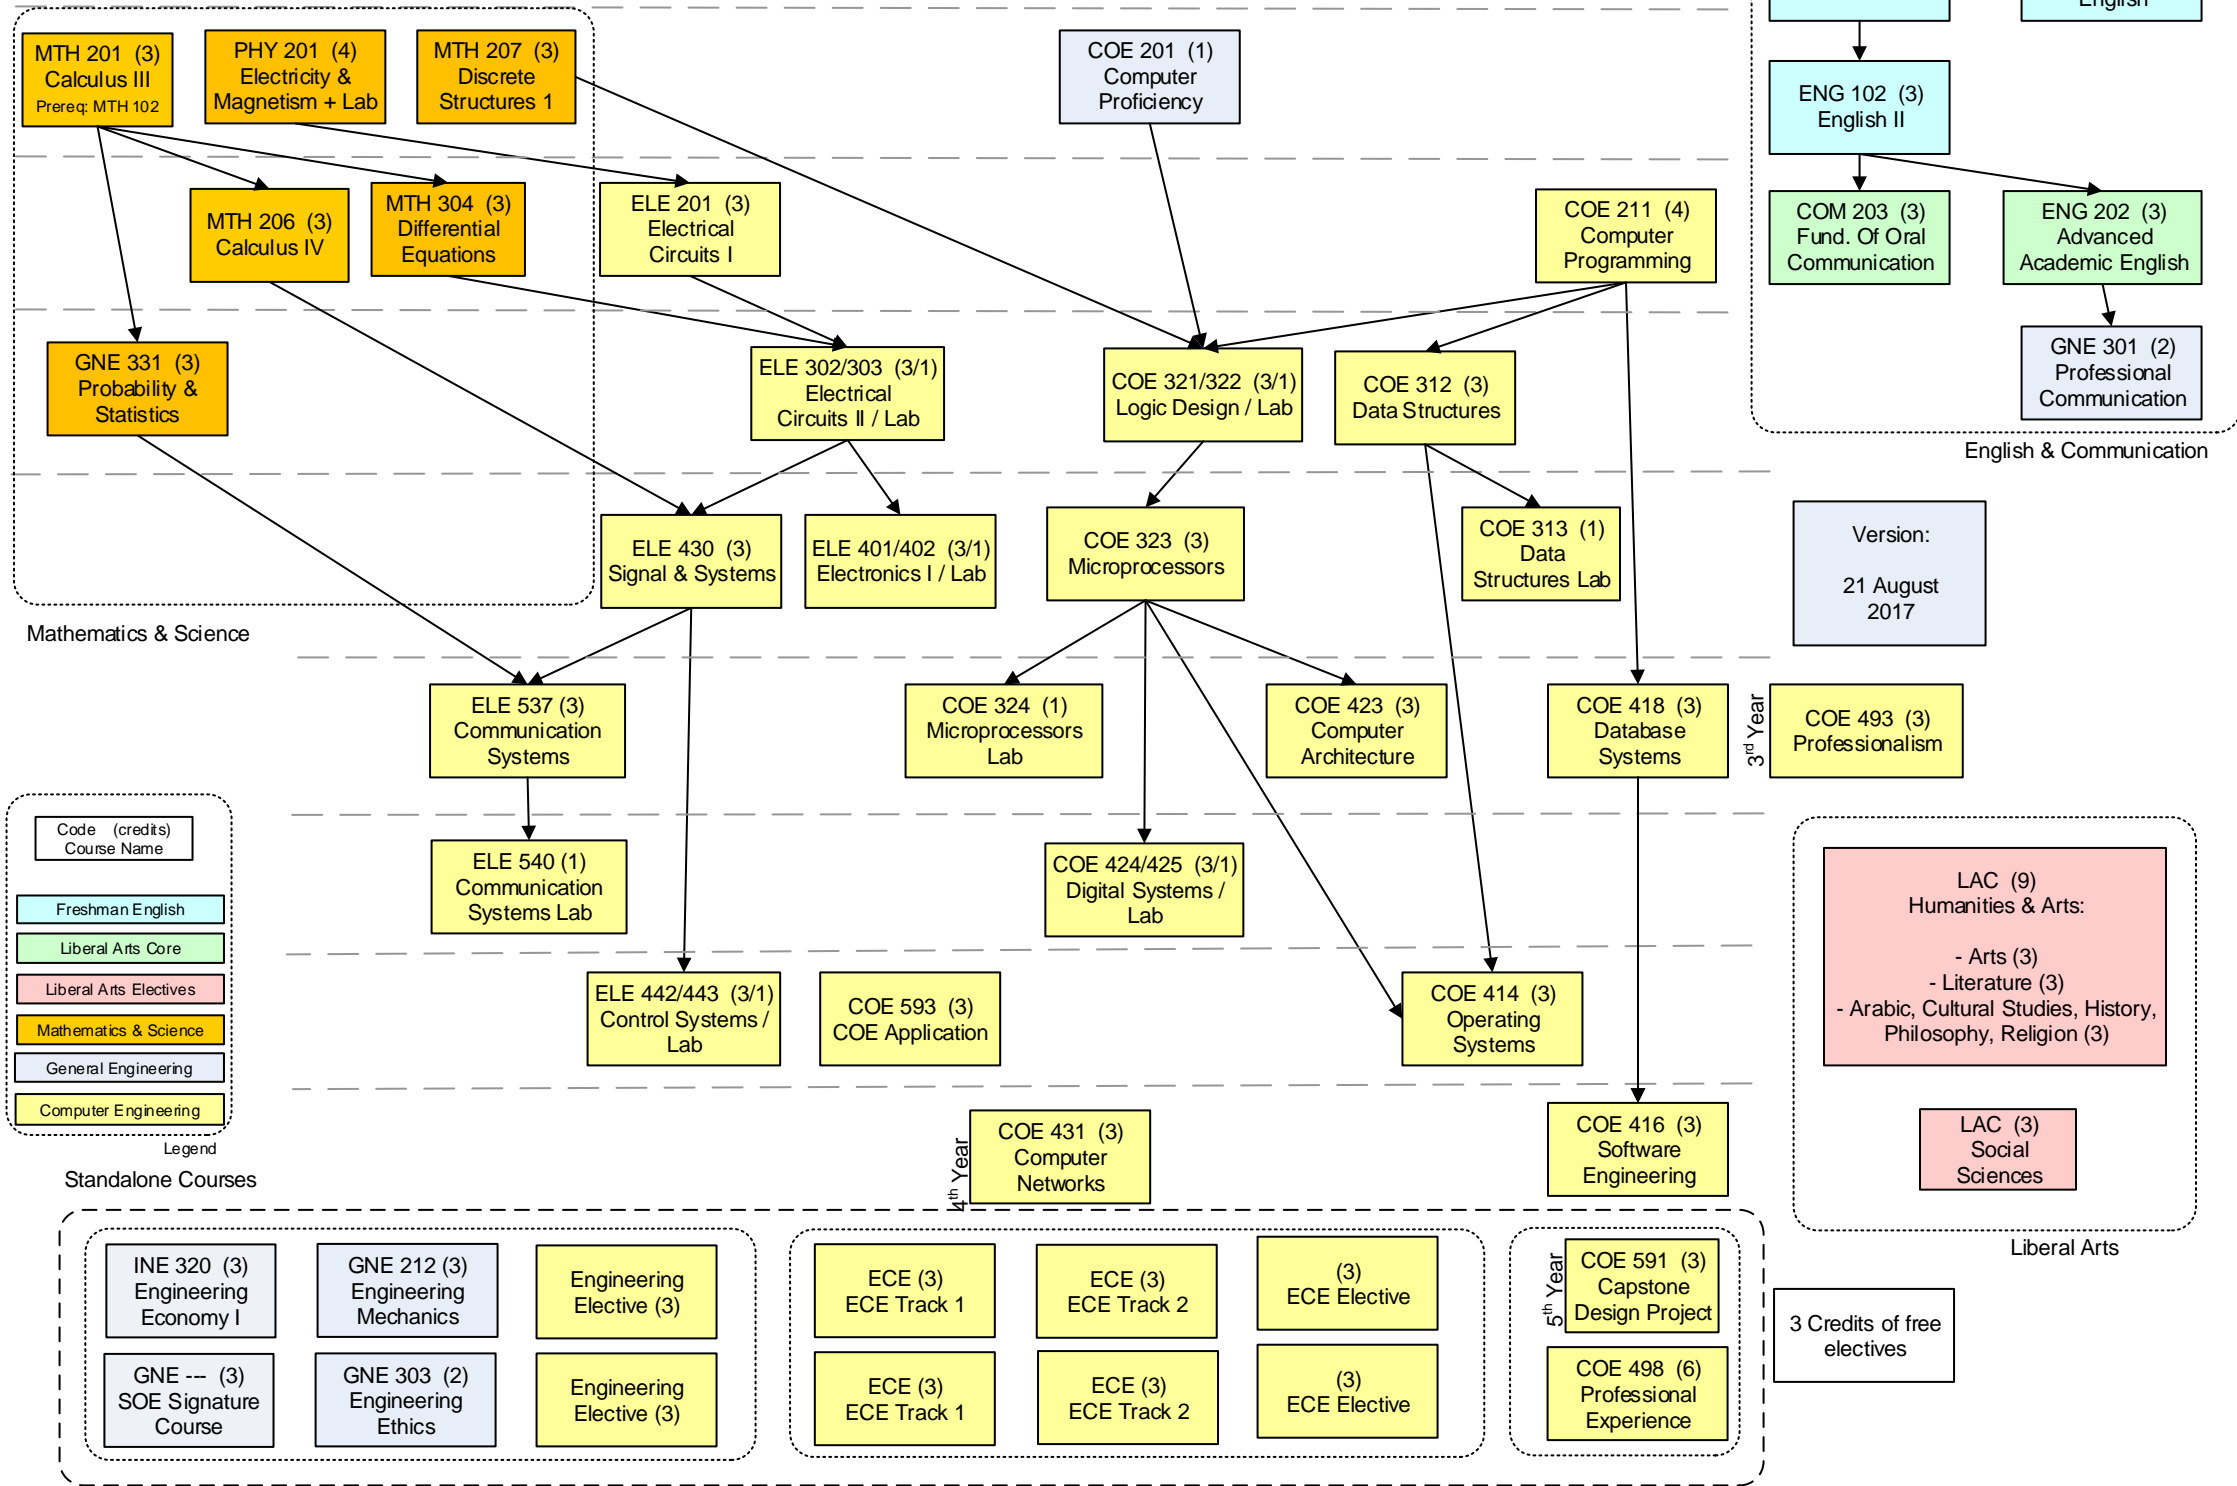 English
MTH 201 (3)
Calculus III
Prereq: MTH 102
PHY 201 (4)
Electricity &
Magnetism + Lab
MTH 207 (3)
Discrete
Structures 1
COE 201 (1)
Computer
Proficiency
ENG 102 (3)
English II
MTH 206 (3)
Calculus IV
MTH 304 (3)
Differential
Equations
ELE 201 (3)
Electrical
Circuits I
COE 211 (4)
Computer
Programming
COM 203 (3)
Fund. Of Oral
Communication
ENG 202 (3)
Advanced
Academic English
GNE 331 (3)
Probability &
Statistics
ELE 302/303 (3/1)
Electrical
Circuits II / Lab
COE 321/322 (3/1)
Logic Design / Lab
COE 312 (3)
Data Structures
GNE 301 (2)
Professional
Communication
English & Communication
ELE 430 (3)
Signal & Systems
ELE 401/402 (3/1)
Electronics I / Lab
COE 323 (3)
Microprocessors
COE 313 (1)
Data
Structures Lab
Version:
21 August
2017
Mathematics & Science
ELE 537 (3)
Communication
Systems
COE 324 (1)
Microprocessors
Lab
COE 423 (3)
Computer
Architecture
COE 418 (3)
Database
Systems
3rd Year
COE 493 (3)
Professionalism
Code (credits)
Course Name
Freshman English
Liberal Arts Core
Liberal Arts Electives
Mathematics & Science
General Engineering
Computer Engineering
Legend
ELE 540 (1)
Communication
Systems Lab
COE 424/425 (3/1)
Digital Systems /
Lab
LAC (9)
Humanities & Arts:
- Arts (3)
- Literature (3)
- Arabic, Cultural Studies, History,
Philosophy, Religion (3)
ELE 442/443 (3/1)
Control Systems /
Lab
COE 593 (3)
COE Application
COE 414 (3)
Operating
Systems
4th Year
COE 431 (3)
Computer
Networks
COE 416 (3)
Software
Engineering
LAC (3)
Social
Sciences
Liberal Arts
Standalone Courses
INE 320 (3)
Engineering
Economy I
GNE 212 (3)
Engineering
Mechanics
Engineering
Elective (3)
ECE (3)
ECE Track 1
ECE (3)
ECE Track 2
(3)
ECE Elective
5th Year
COE 591 (3)
Capstone
Design Project
3 Credits of free
electives
GNE --- (3)
SOE Signature
Course
GNE 303 (2)
Engineering
Ethics
Engineering
Elective (3)
ECE (3)
ECE Track 1
ECE (3)
ECE Track 2
(3)
ECE Elective
COE 498 (6)
Professional
Experience